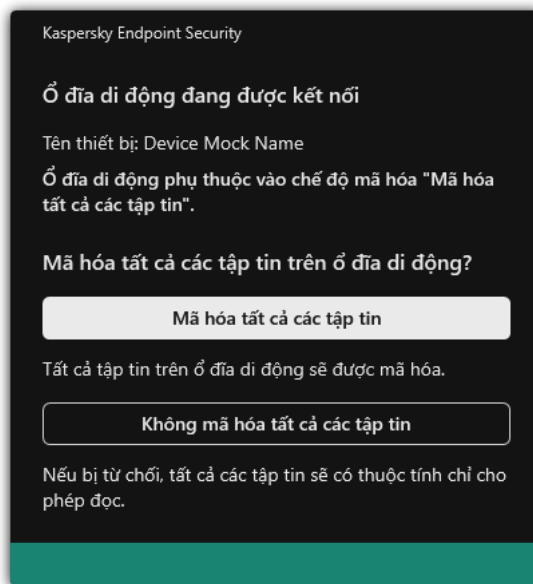 Kaspersky Endpoint Security
Ổ đĩa di động đang được kết nối
Tên thiết bị: Device Mock Name
Ổ đĩa di động phụ thuộc vào chế độ mã hóa "Mã hóa
tất cả các tập tin".
Mã hóa tất cả các tập tin trên ổ đĩa di động?
Mã hóa tất cả các tập tin
Tất cả tập tin trên ổ đĩa di động sẽ được mã hóa.
Không mã hóa tất cả các tập tin
Nếu bị từ chối, tất cả các tập tin sẽ có thuộc tính chỉ cho
phép đọc.